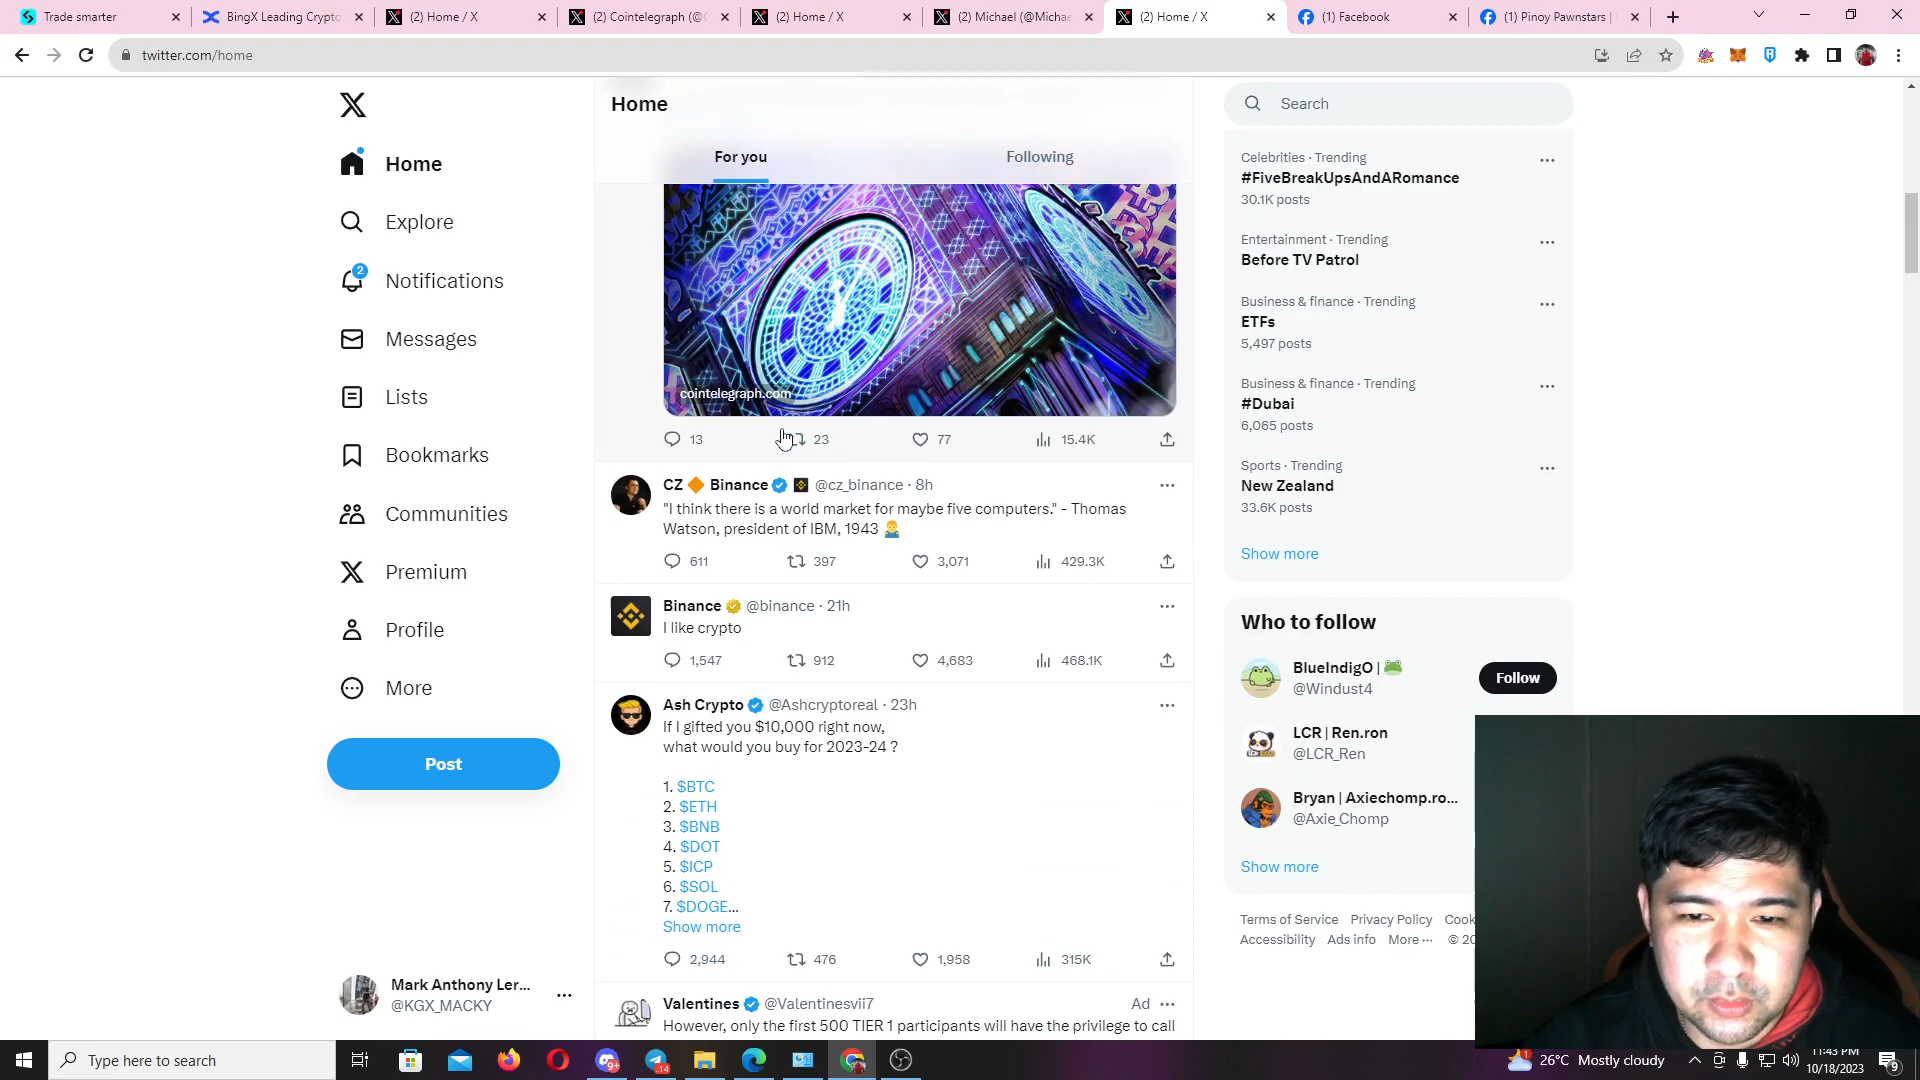 Trade smarter
BingX Leading Crypto
(2) Home / X
(2) Cointelegraph (@C
(2) Home / X
(2) Michael (@Micha
(2) Home / X
(1) Facebook
(1) Pinoy Pawnstars |
twitter.com/home
Home
Explore
2
Notifications
Messages
Lists
Bookmarks
Communities
Premium
Profile
More
Post
Mark Anthony Ler...
@KGX_MACKY
Home
For you
Following
cointelegraph.com
13
23
77
15.4K
CZ 🔶 Binance @cz_binance · 8h
"I think there is a world market for maybe five computers." - Thomas
Watson, president of IBM, 1943 🤷‍♂️
611
397
3,071
429.3K
Binance @binance · 21h
I like crypto
1,547
912
4,683
468.1K
Ash Crypto @Ashcryptoreal · 23h
If I gifted you $10,000 right now,
what would you buy for 2023-24 ?
1. $BTC
2. $ETH
3. $BNB
4. $DOT
5. $ICP
6. $SOL
7. $DOGE...
Show more
2,944
476
1,958
315K
Valentines @Valentinesvii7
Ad
However, only the first 500 TIER 1 participants will have the privilege to call
Search
Celebrities · Trending
#FiveBreakUpsAndARomance
30.1K posts
Entertainment · Trending
Before TV Patrol
Business & finance · Trending
ETFs
5,497 posts
Business & finance · Trending
#Dubai
6,065 posts
Sports · Trending
New Zealand
33.6K posts
Show more
Who to follow
BlueIndigO | 🐸
@Windust4
Follow
LCR | Ren.ron
@LCR_Ren
Bryan | Axiechomp.ro...
@Axie_Chomp
Show more
Terms of Service Privacy Policy Cook
Accessibility Ads info More ··· © 20
Type here to search
9+
14
26°C Mostly cloudy
11:43 PM
10/18/2023
9